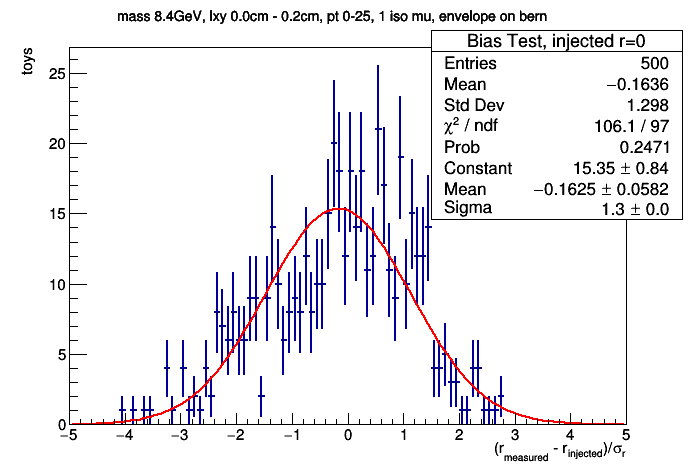 mass 8.4GeV, lxy 0.0cm - 0.2cm, pt 0-25, 1 iso mu, envelope on bern
Bias Test, injected r=0
Entries 500
Mean −0.1636
Std Dev 1.298
χ² / ndf 106.1 / 97
Prob 0.2471
Constant 15.35 ± 0.84
Mean −0.1625 ± 0.0582
Sigma 1.3 ± 0.0
toys
25
20
15
10
5
0
−5 −4 −3 −2 −1 0 1 2 3 4 5
(r_measured - r_injected)/σ_r